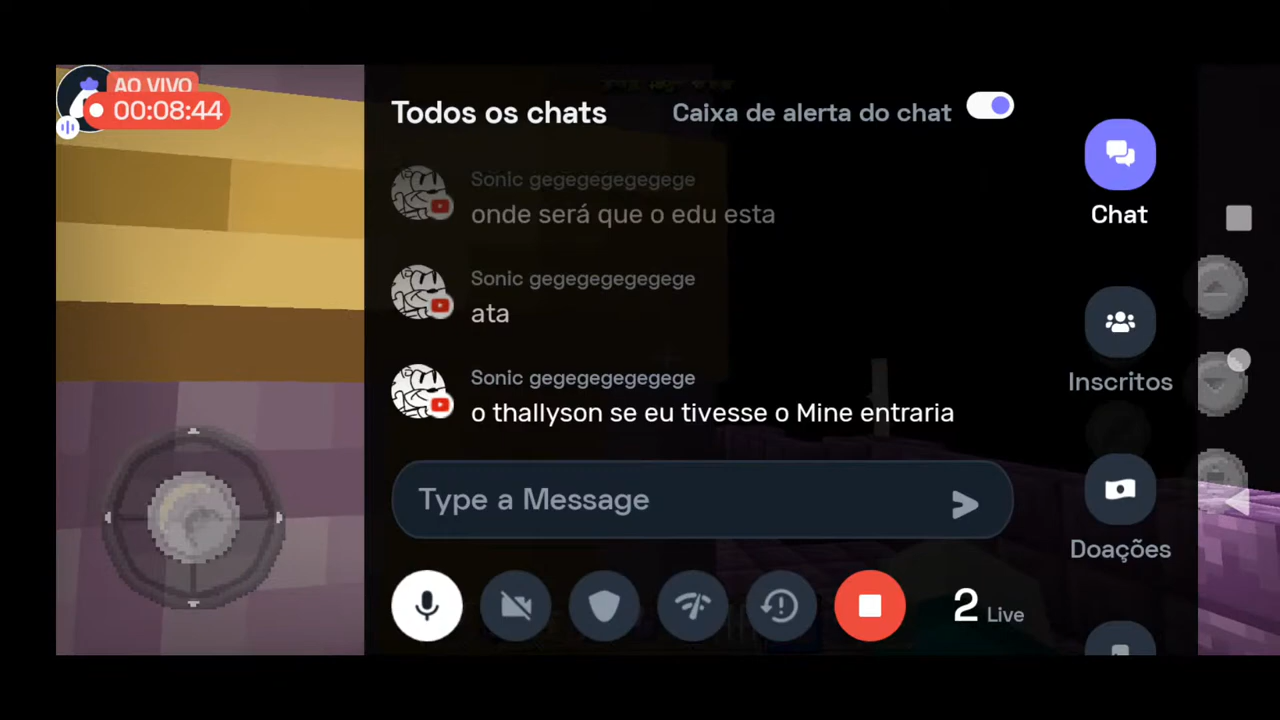 AO VIVO
00:08:44
Todos os chats
Caixa de alerta do chat
Sonic gegegegegegege
onde será que o edu esta
Sonic gegegegegegege
ata
Sonic gegegegegegege
o thallyson se eu tivesse o Mine entraria
Type a Message
2 Live
Chat
Inscritos
Doações